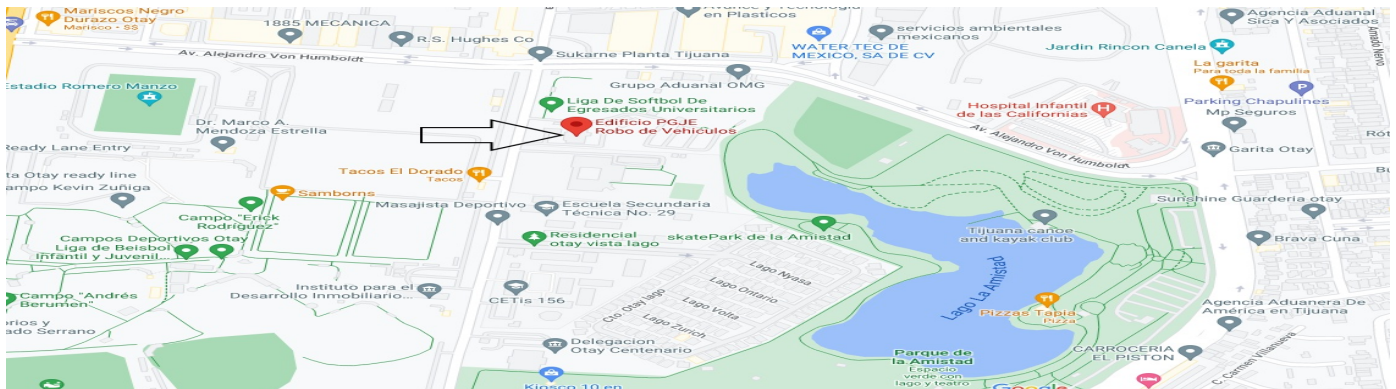 Mariscos Negro
Durazo Otay
Marisco - $$
1885 MECANICA
R.S. Hughes Co
Av. Alejandro Von Humboldt
Sukarne Planta Tijuana
en Plasticos
WATER TEC DE
MEXICO, SA DE CV
servicios ambientales
mexicanos
Agencia Aduanal
Sica Y Asociados
Amado Nervo
Jardin Rincon Canela
La garita
Para toda la familia
Parking Chapulines
Mp Seguros
Garita Otay
Estadio Romero Manzo
Dr. Marco A.
Mendoza Estrella
Grupo Aduanal OMG
Liga De Softbol De
Egresados Universitarios
Edificio PGJE
Robo de Vehículos
Hospital Infantil
de las Californias
Av. Alejandro Von Humboldt
Ready Lane Entry
Otay ready line
Campo Kevin Zuñiga
Tacos El Dorado
Tacos
Samborns
Masajista Deportivo
Escuela Secundaria
Técnica No. 29
Sunshine Guardería otay
Campo "Erick
Rodríguez"
Campos Deportivos Otay
Liga de Beisbol
Infantil y Juvenil...
Residencial
otay vista lago
skatePark de la Amistad
Tijuana canoe
and kayak club
Brava Cuna
Instituto para el
Desarrollo Inmobiliario...
CETis 156
Cto. Otay lago
Lago Nyasa
Lago Ontario
Lago Volta
Lago Zurich
Lago La Amistad
Pizzas Tapia
Pizza
Agencia Aduanera De
América en Tijuana
Campo "Andrés
Berumen"
ado Serrano
Delegacion
Otay Centenario
Parque de
la Amistad
Espacio
verde con
lago y teatro
CARROCERIA
EL PISTON
C. Carmen Villanueva
Kiosco 10 en
Google